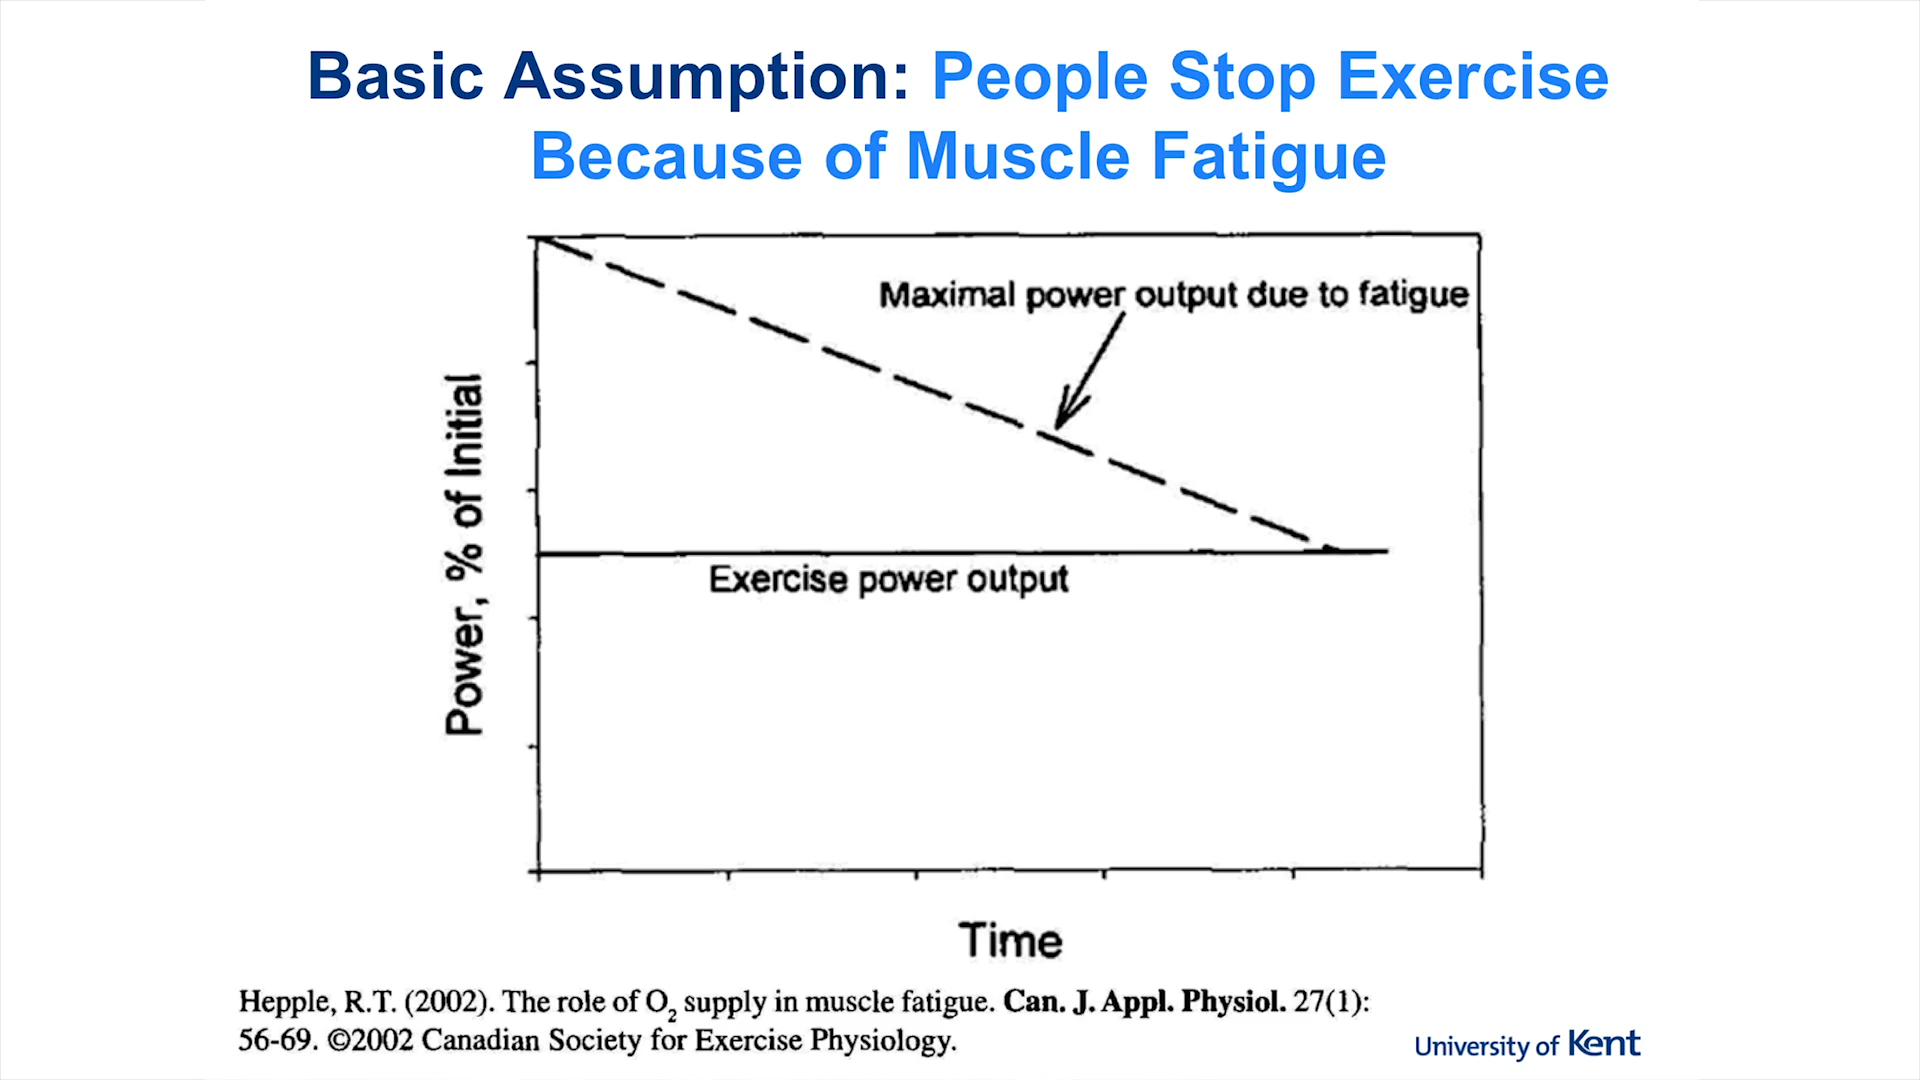 Basic Assumption: People Stop Exercise
Because of Muscle Fatigue
Maximal power output due to fatigue
Power, % of Initial
Exercise power output
Time
Hepple, R.T. (2002). The role of O₂ supply in muscle fatigue. Can. J. Appl. Physiol. 27(1):
56-69. ©2002 Canadian Society for Exercise Physiology.
University of Kent